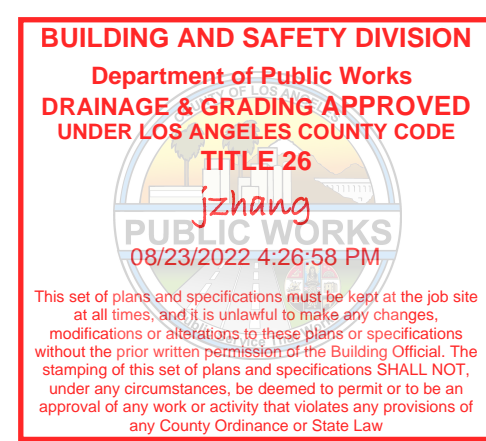 BUILDING AND SAFETY DIVISION
Department of Public Works
DRAINAGE & GRADING APPROVED
UNDER LOS ANGELES COUNTY CODE
TITLE 26
jzhang
PUBLIC WORKS
08/23/2022 4:26:58 PM
This set of plans and specifications must be kept at the job site
at all times, and it is unlawful to make any changes,
modifications or alterations to these plans or specifications
without the prior written permission of the Building Official. The
stamping of this set of plans and specifications SHALL NOT,
under any circumstances, be deemed to permit or to be an
approval of any work or activity that violates any provisions of
any County Ordinance or State Law